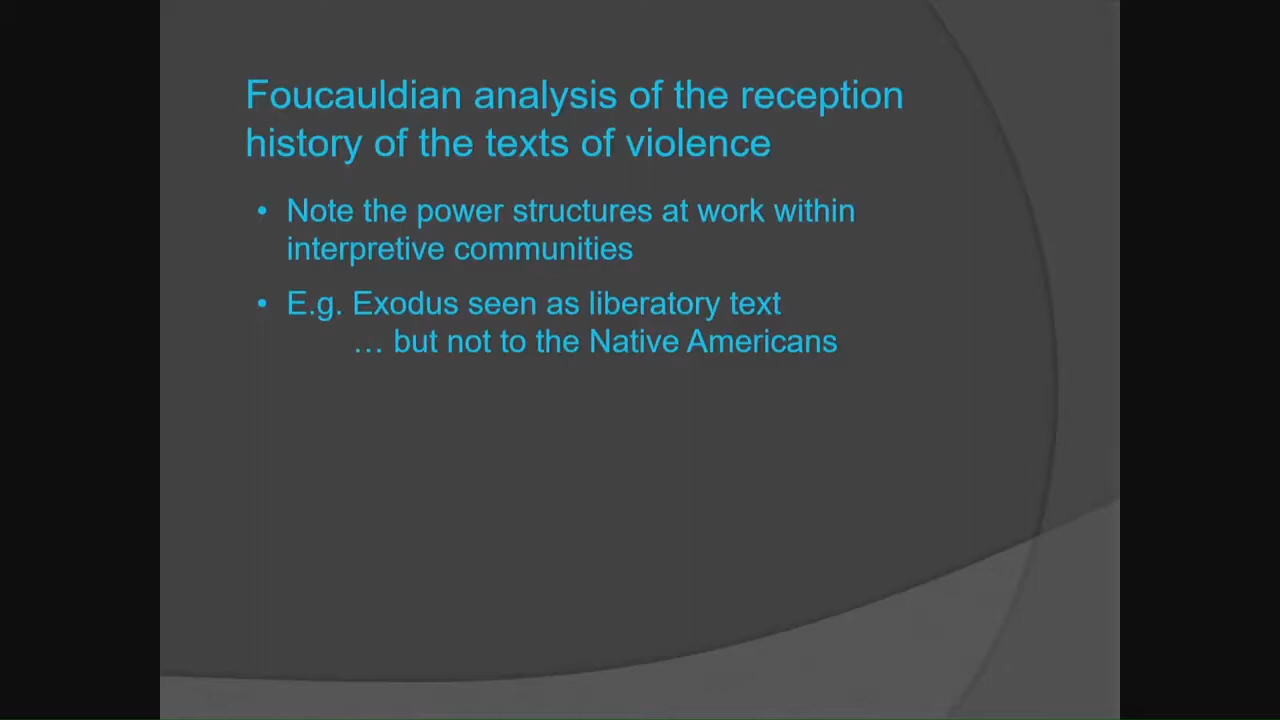 Foucauldian analysis of the reception
history of the texts of violence
• Note the power structures at work within
interpretive communities
• E.g. Exodus seen as liberatory text
… but not to the Native Americans